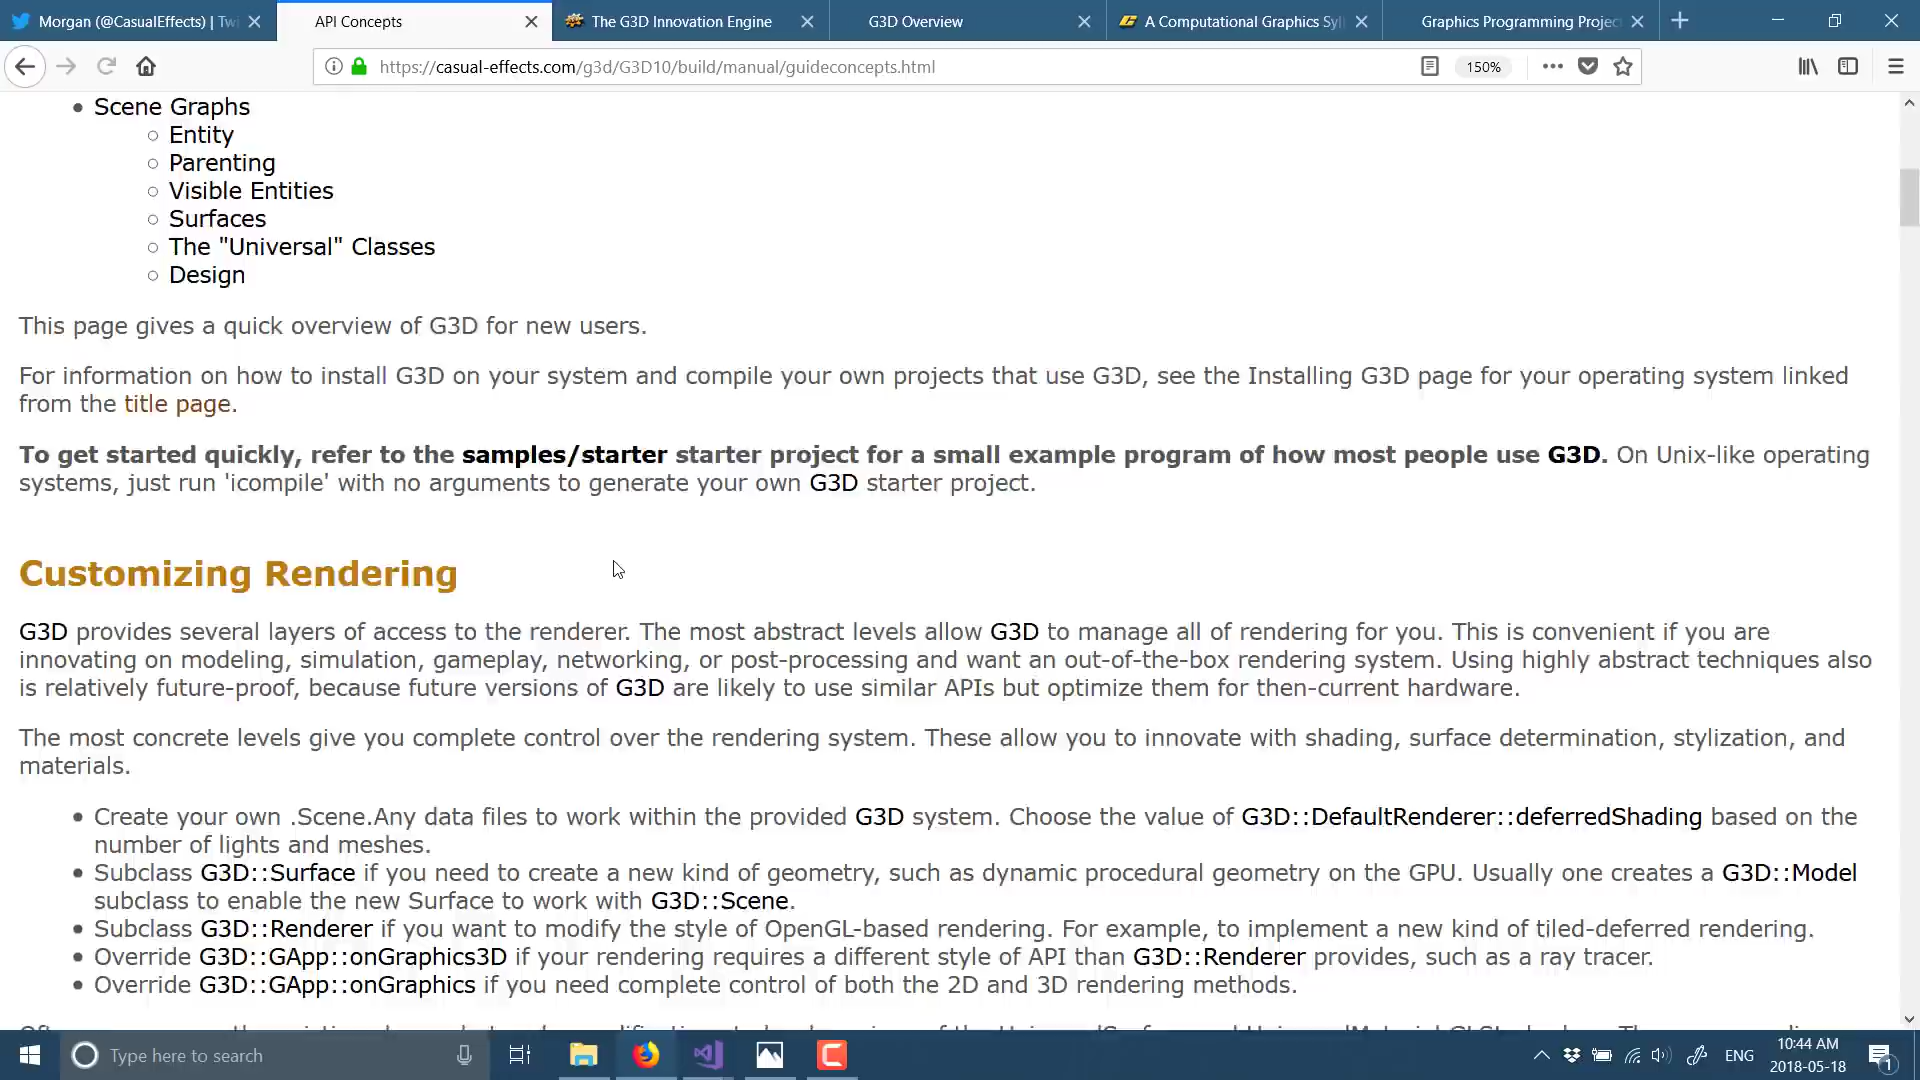 Morgan (@CasualEffects) | Tw
API Concepts
The G3D Innovation Engine
G3D Overview
A Computational Graphics Syl
Graphics Programming Projec
https://casual-effects.com/g3d/G3D10/build/manual/guideconcepts.html
150%
Scene Graphs
Entity
Parenting
Visible Entities
Surfaces
The "Universal" Classes
Design
This page gives a quick overview of G3D for new users.
For information on how to install G3D on your system and compile your own projects that use G3D, see the Installing G3D page for your operating system linked
from the title page.
To get started quickly, refer to the samples/starter starter project for a small example program of how most people use G3D. On Unix-like operating
systems, just run 'icompile' with no arguments to generate your own G3D starter project.
Customizing Rendering
G3D provides several layers of access to the renderer. The most abstract levels allow G3D to manage all of rendering for you. This is convenient if you are
innovating on modeling, simulation, gameplay, networking, or post-processing and want an out-of-the-box rendering system. Using highly abstract techniques also
is relatively future-proof, because future versions of G3D are likely to use similar APIs but optimize them for then-current hardware.
The most concrete levels give you complete control over the rendering system. These allow you to innovate with shading, surface determination, stylization, and
materials.
Create your own .Scene.Any data files to work within the provided G3D system. Choose the value of G3D::DefaultRenderer::deferredShading based on the
number of lights and meshes.
Subclass G3D::Surface if you need to create a new kind of geometry, such as dynamic procedural geometry on the GPU. Usually one creates a G3D::Model
subclass to enable the new Surface to work with G3D::Scene.
Subclass G3D::Renderer if you want to modify the style of OpenGL-based rendering. For example, to implement a new kind of tiled-deferred rendering.
Override G3D::GApp::onGraphics3D if your rendering requires a different style of API than G3D::Renderer provides, such as a ray tracer.
Override G3D::GApp::onGraphics if you need complete control of both the 2D and 3D rendering methods.
Type here to search
ENG
10:44 AM
2018-05-18
1